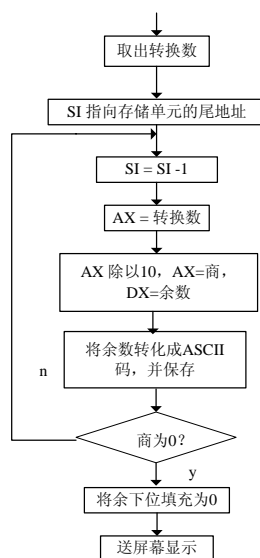 取出转换数
SI 指向存储单元的尾地址
SI = SI -1
AX = 转换数
AX 除以10，AX=商，
DX=余数
将余数转化成ASCII
码，并保存
n
商为0?
y
将余下位填充为0
送屏幕显示